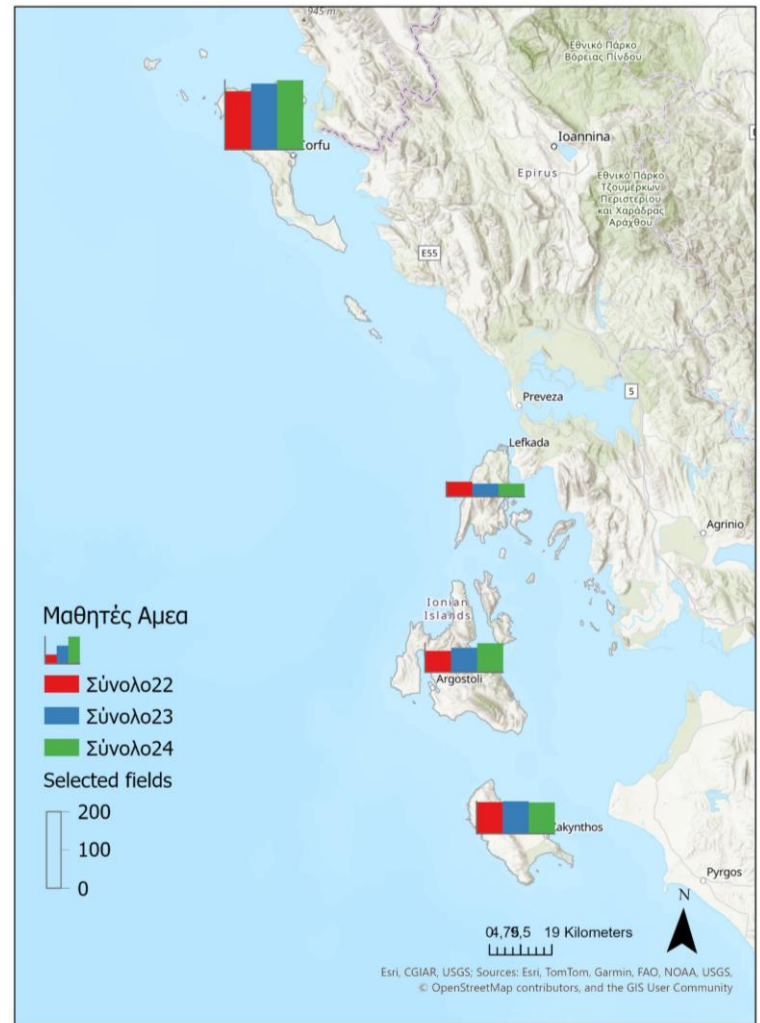 945 m
Εθνικό Πάρκο
Βόρειας Πίνδου
Ioannina
Corfu
Epirus
Εθνικό Πάρκο
Τζουμέρκων
Περιστερίου
και Χαράδρας
Αράχθου
E55
5
Preveza
Lefkada
Agrinio
Ionian
Islands
Argostoli
Μαθητές Αμεα
Σύνολο22
Σύνολο23
Σύνολο24
Selected fields
200
100
0
Zakynthos
Pyrgos
N
19 Kilometers
Esri, CGIAR, USGS; Sources: Esri, TomTom, Garmin, FAO, NOAA, USGS,
© OpenStreetMap contributors, and the GIS User Community